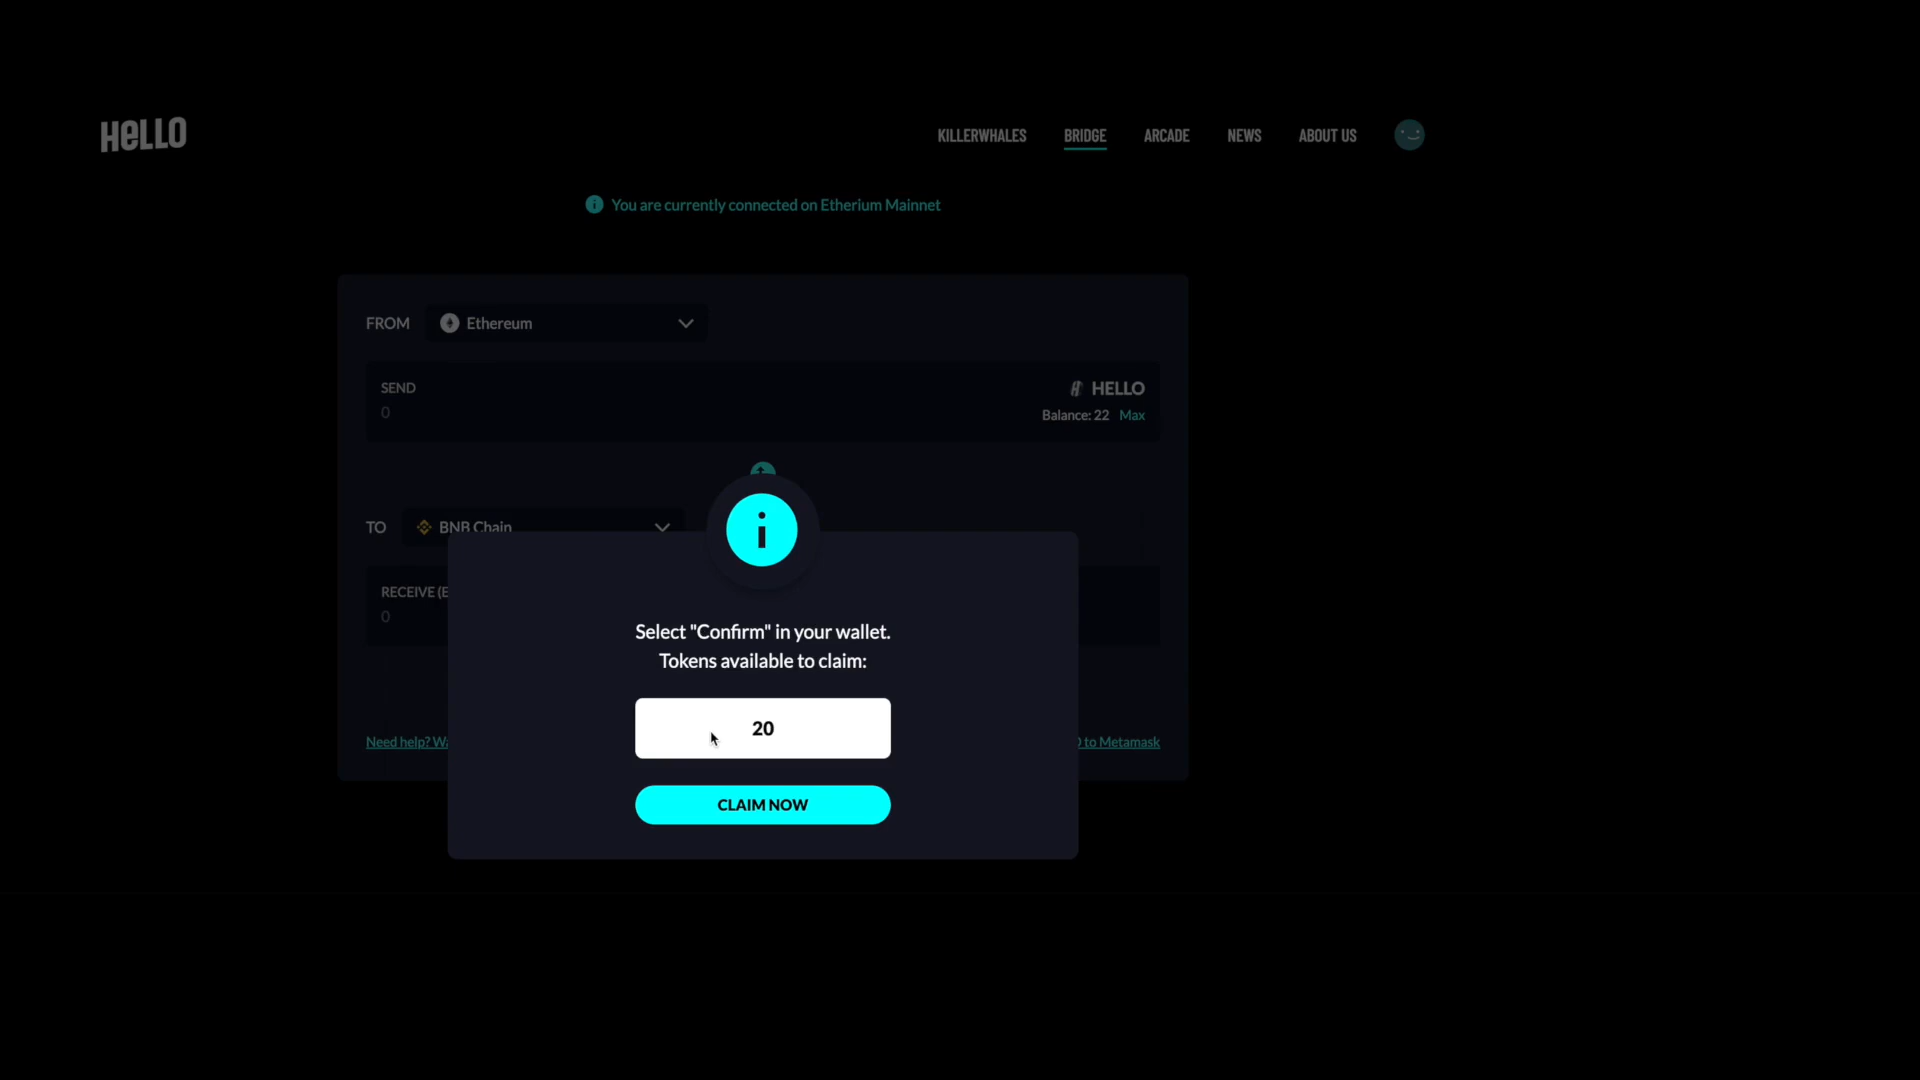 HELLO
KILLERWHALES BRIDGE ARCADE NEWS ABOUT US
You are currently connected on Etherium Mainnet
FROM Ethereum
SEND HELLO
0 Balance: 22 Max
TO BNB Chain
RECEIVE
0
Select "Confirm" in your wallet.
Tokens available to claim:
20
Need help? to Metamask
CLAIM NOW